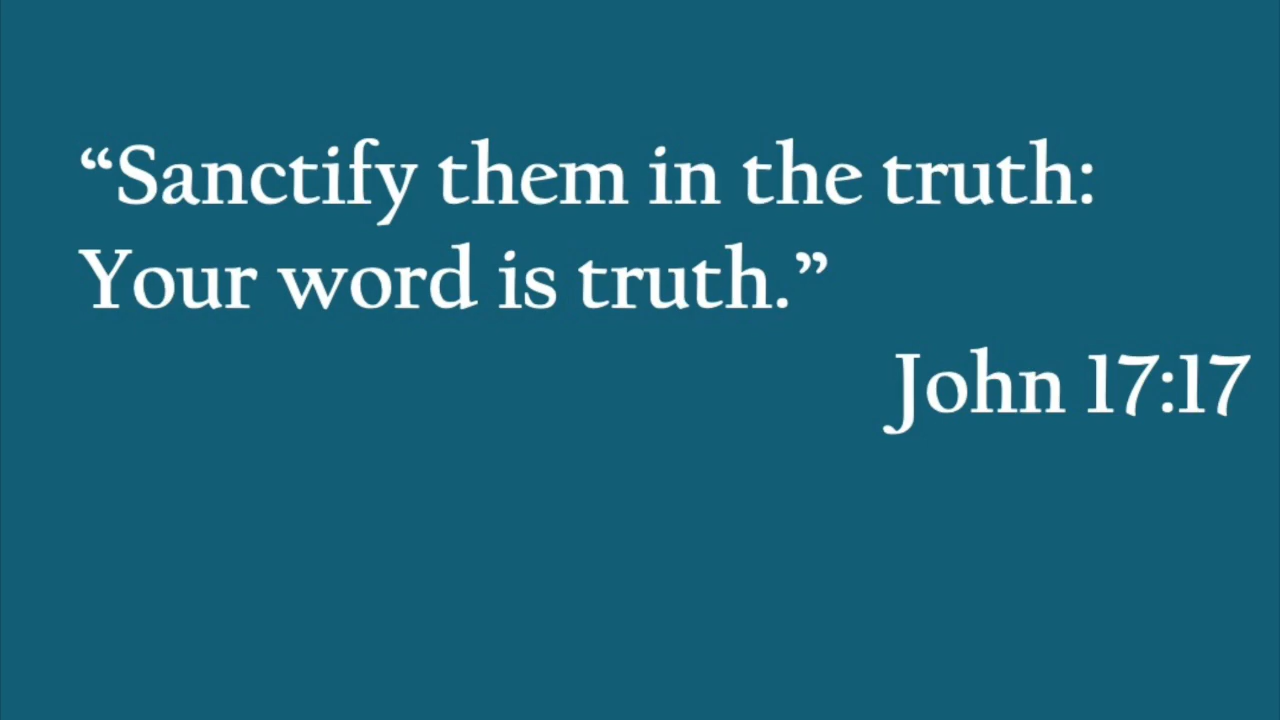 “Sanctify them in the truth:
Your word is truth.”
John 17:17